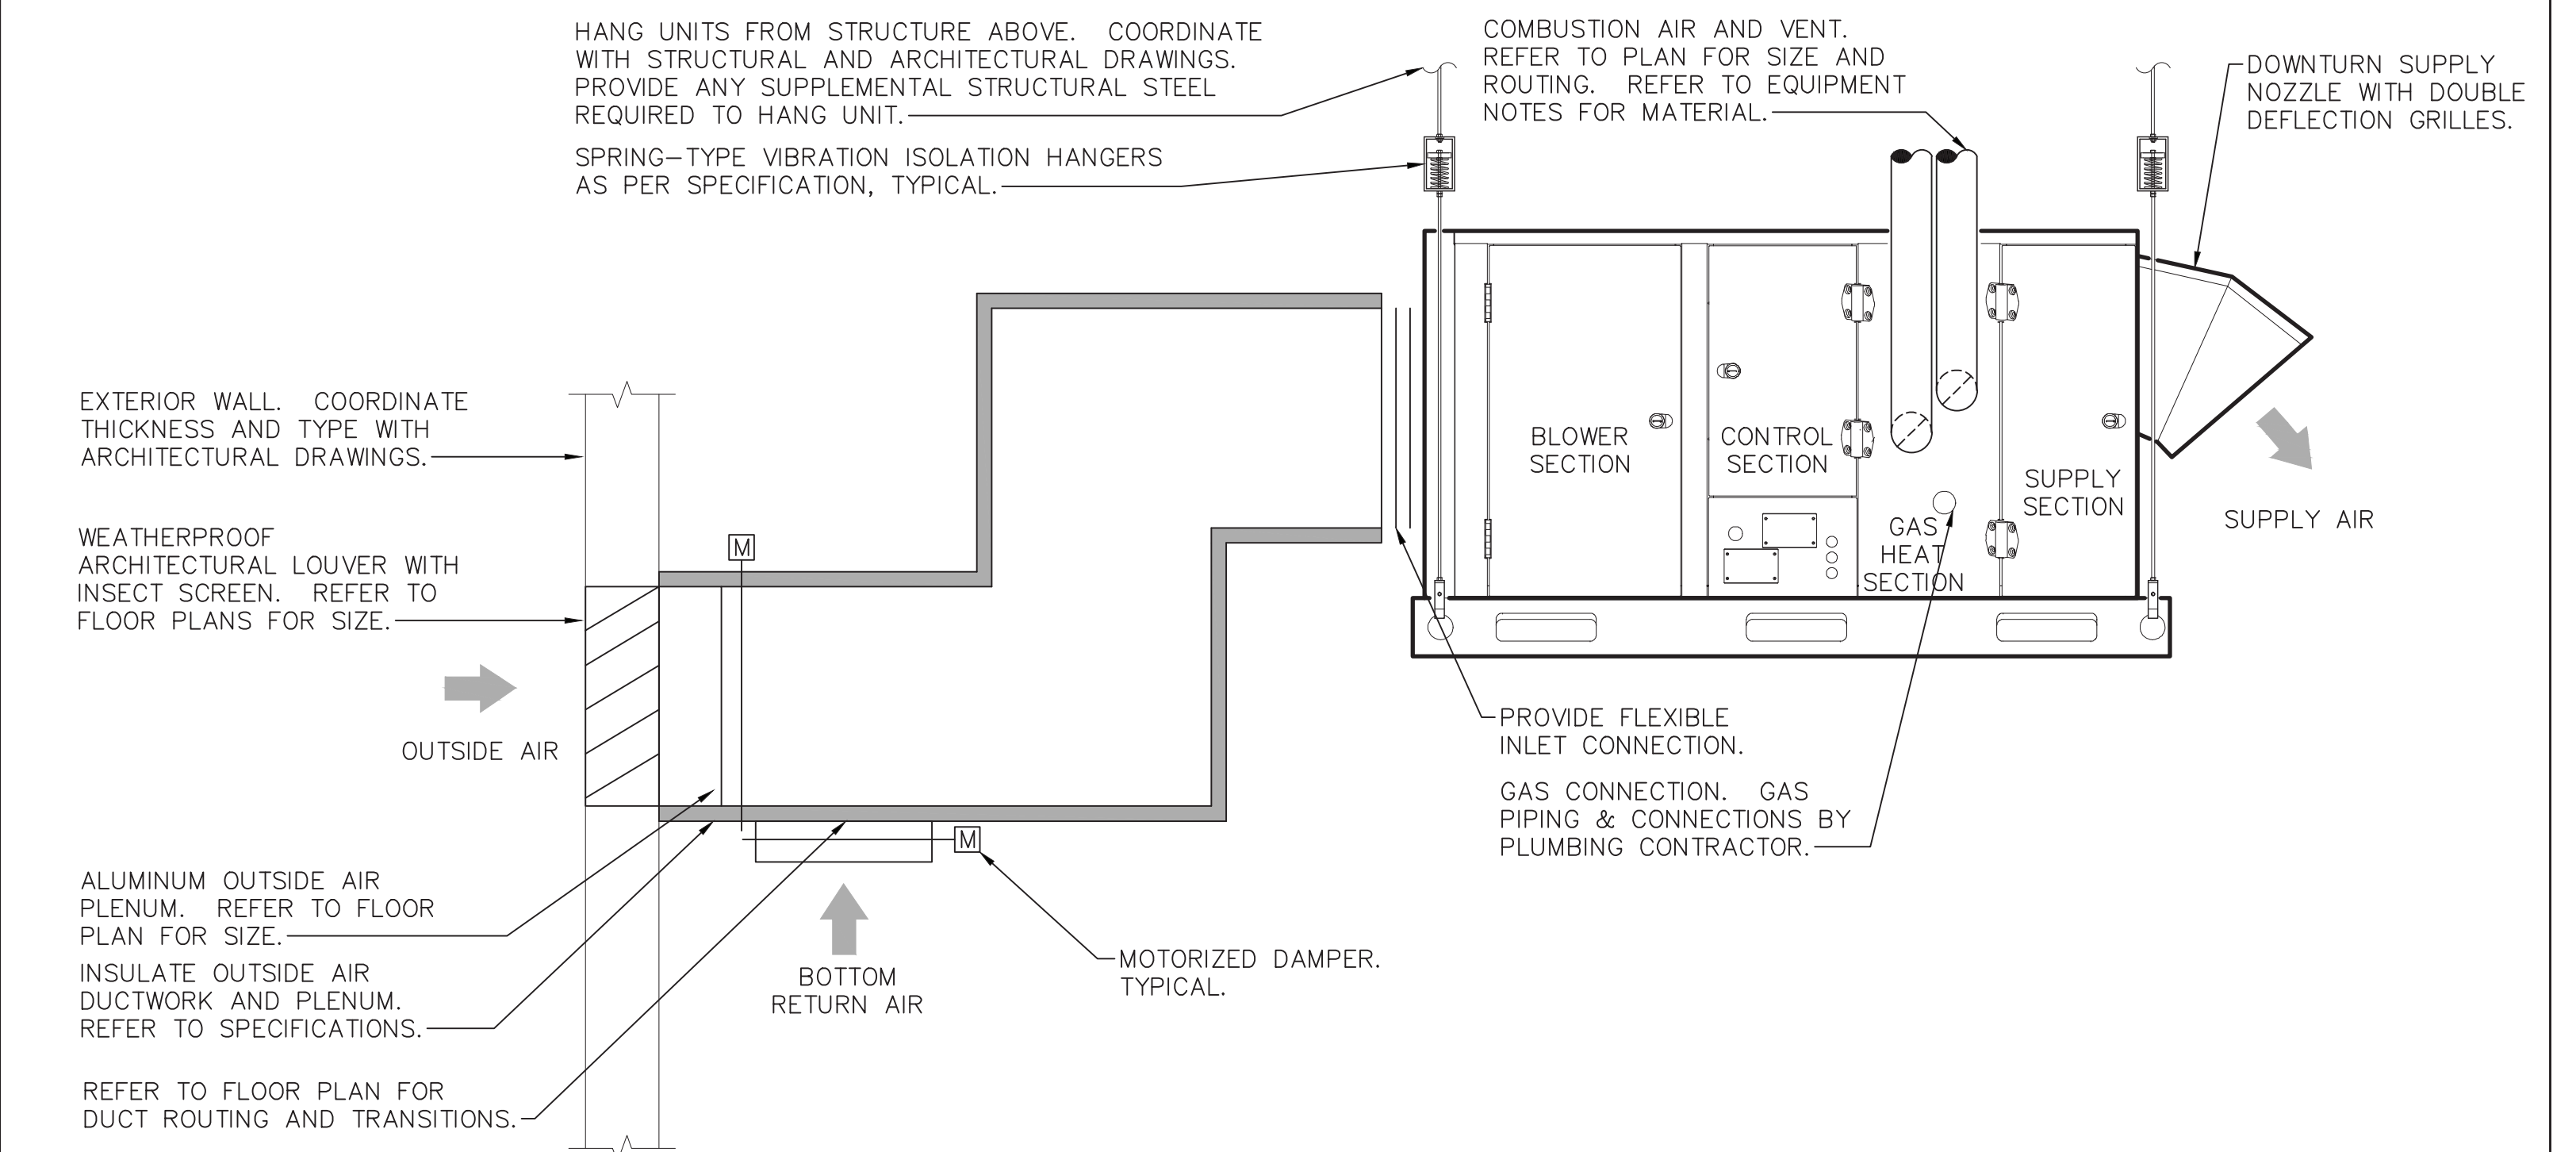 HANG UNITS FROM STRUCTURE ABOVE.  COORDINATE
WITH STRUCTURAL AND ARCHITECTURAL DRAWINGS.
PROVIDE ANY SUPPLEMENTAL STRUCTURAL STEEL
REQUIRED TO HANG UNIT.
SPRING-TYPE VIBRATION ISOLATION HANGERS
AS PER SPECIFICATION, TYPICAL.
COMBUSTION AIR AND VENT.
REFER TO PLAN FOR SIZE AND
ROUTING.  REFER TO EQUIPMENT
NOTES FOR MATERIAL.
DOWNTURN SUPPLY
NOZZLE WITH DOUBLE
DEFLECTION GRILLES.
EXTERIOR WALL.  COORDINATE
THICKNESS AND TYPE WITH
ARCHITECTURAL DRAWINGS.
WEATHERPROOF
ARCHITECTURAL LOUVER WITH
INSECT SCREEN.  REFER TO
FLOOR PLANS FOR SIZE.
M
BLOWER
SECTION
CONTROL
SECTION
GAS
HEAT
SECTION
SUPPLY
SECTION
SUPPLY AIR
OUTSIDE AIR
PROVIDE FLEXIBLE
INLET CONNECTION.
GAS CONNECTION.  GAS
PIPING & CONNECTIONS BY
PLUMBING CONTRACTOR.
M
ALUMINUM OUTSIDE AIR
PLENUM.  REFER TO FLOOR
PLAN FOR SIZE.
INSULATE OUTSIDE AIR
DUCTWORK AND PLENUM.
REFER TO SPECIFICATIONS.
BOTTOM
RETURN AIR
MOTORIZED DAMPER.
TYPICAL.
REFER TO FLOOR PLAN FOR
DUCT ROUTING AND TRANSITIONS.